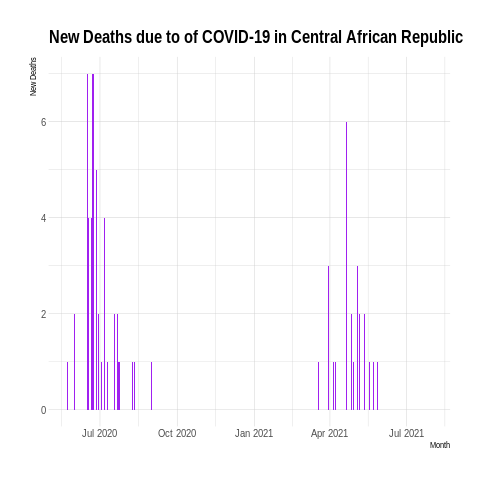 New Deaths due to of COVID-19 in Central African Republic
New Deaths
6
4
2
0
Jul 2020 Oct 2020 Jan 2021 Apr 2021 Jul 2021
Month